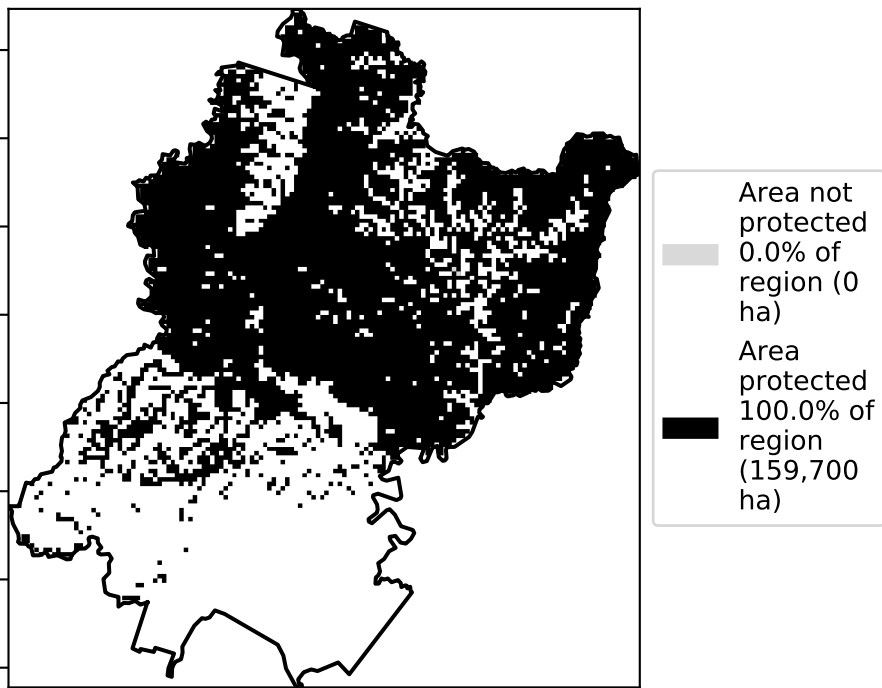 Area not
protected
0.0% of
region (0
ha)
Area
protected
100.0% of
region
(159,700
ha)